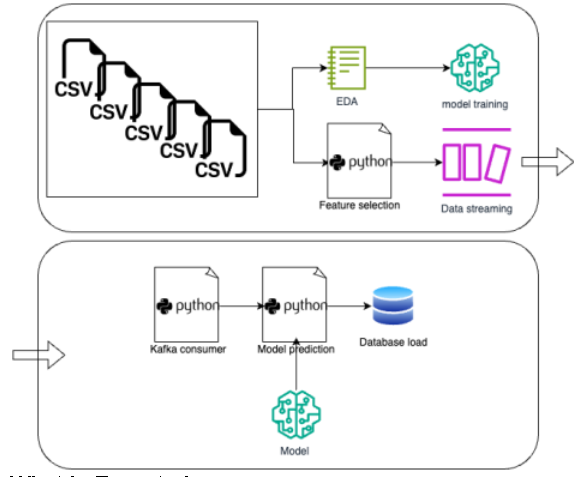 CSV
CSV
CSV
CSV
CSV
EDA
model training
python
Feature selection
Data streaming
python
Kafka consumer
python
Model prediction
Database load
Model